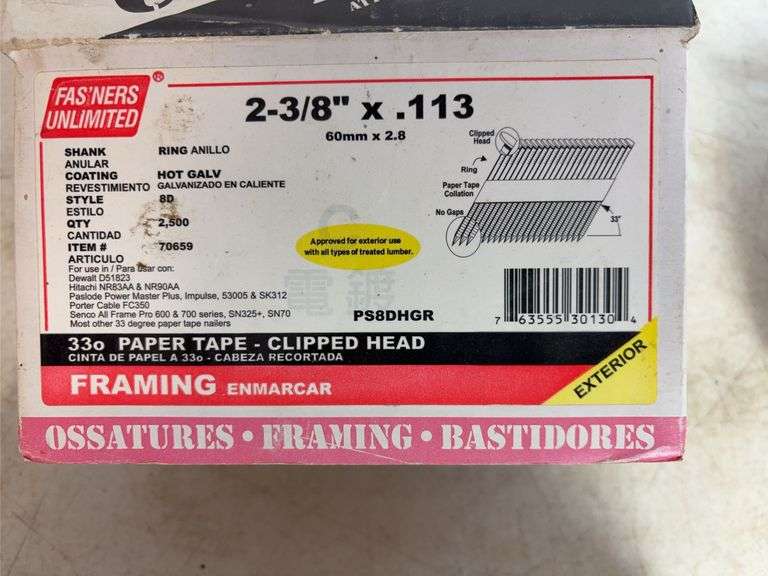 FAS'NERS
UNLIMITED®
2-3/8" x .113
60mm x 2.8
SHANK RING ANILLO
ANULAR
COATING HOT GALV
REVESTIMIENTO GALVANIZADO EN CALIENTE
STYLE 8D
ESTILO
QTY 2,500
CANTIDAD
ITEM # 70659
ARTICULO
For use in / Para usar con:
Dewalt D51823
Hitachi NR83AA & NR90AA
Paslode Power Master Plus, Impulse, 53005 & SK312
Porter Cable FC350
Senco All Frame Pro 600 & 700 series, SN325+, SN70
Most other 33 degree paper tape nailers
Approved for exterior use
with all types of treated lumber.
電鍍
Clipped
Head
Ring
Paper Tape
Collation
No Gaps
33°
PS8DHGR
7 63555 30130 4
33o PAPER TAPE - CLIPPED HEAD
CINTA DE PAPEL A 33o - CABEZA RECORTADA
FRAMING ENMARCAR
EXTERIOR
OSSATURES • FRAMING • BASTIDORES